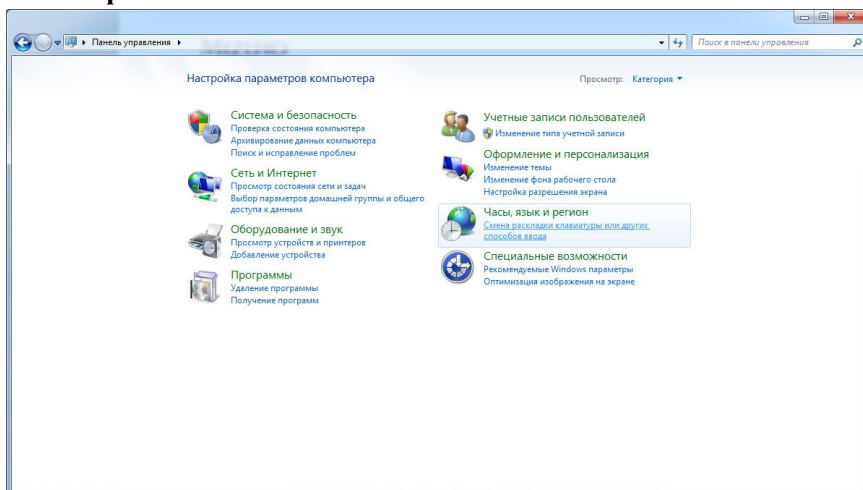 Панель управления
Поиск в панели управления
Настройка параметров компьютера
Просмотр: Категория
Система и безопасность
Проверка состояния компьютера
Архивирование данных компьютера
Поиск и исправление проблем
Сеть и Интернет
Просмотр состояния сети и задач
Выбор параметров домашней группы и общего
доступа к данным
Оборудование и звук
Просмотр устройств и принтеров
Добавление устройства
Программы
Удаление программы
Получение программ
Учетные записи пользователей
Изменение типа учетной записи
Оформление и персонализация
Изменение темы
Изменение фона рабочего стола
Настройка разрешения экрана
Часы, язык и регион
Смена раскладки клавиатуры или других
способов ввода
Специальные возможности
Рекомендуемые Windows параметры
Оптимизация изображения на экране